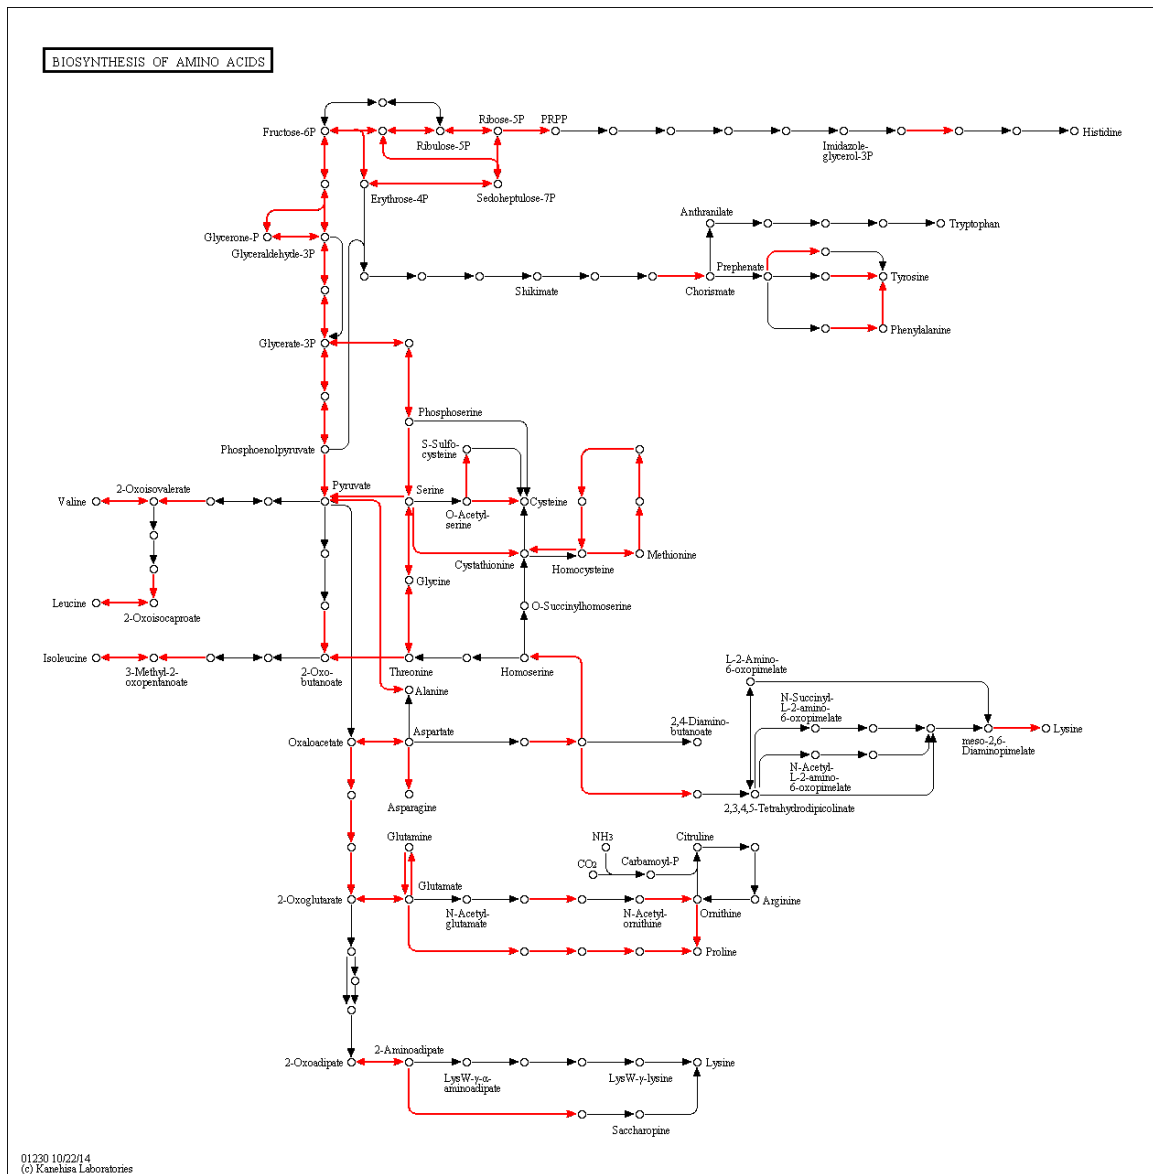 BIOSYNTHESIS OF AMINO ACIDS
Fructose-6P
Ribulose-5P
Ribose-5P
PRPP
Imidazole-
glycerol-3P
Histidine
Erythrose-4P
Sedoheptulose-7P
Glycerone-P
Glyceraldehyde-3P
Anthranilate
Tryptophan
Shikimate
Chorismate
Prephenate
Tyrosine
Phenylalanine
Glycerate-3P
Phosphoserine
Phosphoenolpyruvate
S-Sulfo-
cysteine
Valine
2-Oxoisovalerate
Pyruvate
Serine
O-Acetyl-
serine
Cysteine
Cystathionine
Homocysteine
Methionine
Glycine
Leucine
2-Oxoisocaproate
O-Succinylhomoserine
Isoleucine
3-Methyl-2-
oxopentanoate
2-Oxo-
butanoate
Threonine
Homoserine
Alanine
L-2-Amino-
6-oxopimelate
N-Succinyl-
L-2-amino-
6-oxopimelate
2,4-Diamino-
butanoate
Oxaloacetate
Aspartate
meso-2,6-
Diaminopimelate
Lysine
N-Acetyl-
L-2-amino-
6-oxopimelate
Asparagine
2,3,4,5-Tetrahydrodipicolinate
Glutamine
NH3
Citruline
CO2
Carbamoyl-P
2-Oxoglutarate
Glutamate
N-Acetyl-
glutamate
N-Acetyl-
ornithine
Ornithine
Arginine
Proline
2-Oxoadipate
2-Aminoadipate
LysW-γ-α-
aminoadipate
LysW-γ-lysine
Lysine
Saccharopine
01230 10/22/14
(c) Kanehisa Laboratories